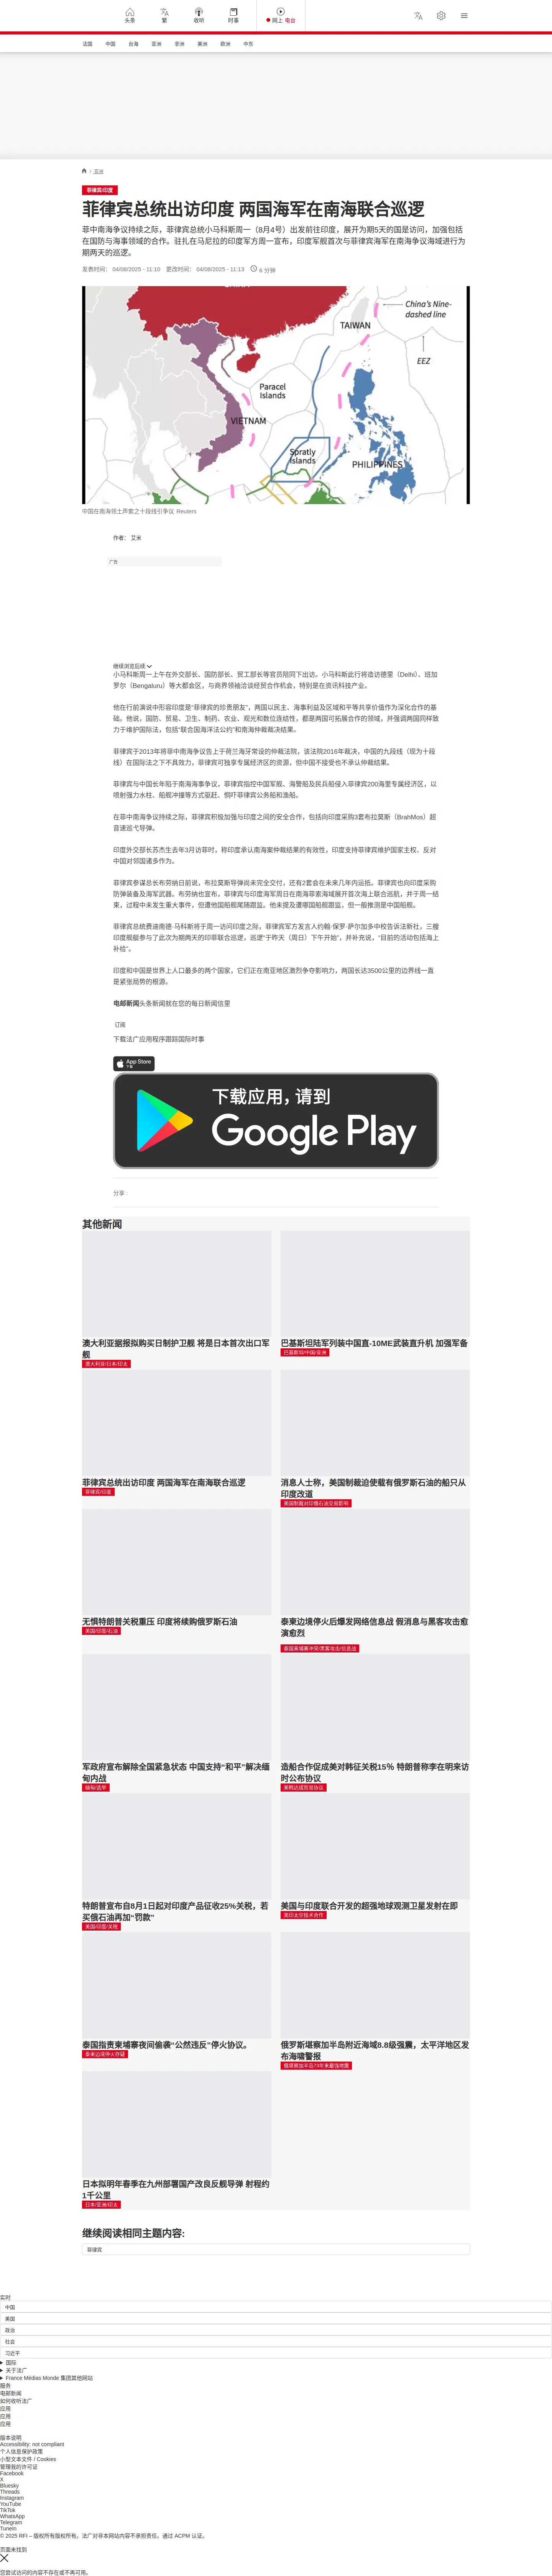 头条
繁
收听
时事
网上 电台
法国
中国
台海
亚洲
非洲
美洲
欧洲
中东
亚洲
菲律宾/印度
菲律宾总统出访印度 两国海军在南海联合巡逻
菲中南海争议持续之际，菲律宾总统小马科斯周一（8月4号）出发前往印度，展开为期5天的国是访问，加强包括
在国防与海事领域的合作。驻扎在马尼拉的印度军方周一宣布，印度军舰首次与菲律宾海军在南海争议海域进行为
期两天的巡逻。
发表时间： 04/08/2025 - 11:10 更改时间： 04/08/2025 - 11:13 6 分钟
China's Nine-
dashed line
TAIWAN
EEZ
Paracel
Islands
VIETNAM
Spratly
Islands
PHILIPPINES
中国在南海领土声索之十段线引争议 Reuters
作者： 艾米
广告
继续浏览后续
小马科斯周一上午在外交部长、国防部长、贸工部长等官员陪同下出访。小马科斯此行将造访德里（Delhi）、班加
罗尔（Bengaluru）等大都会区，与商界领袖洽谈经贸合作机会，特别是在资讯科技产业。
他在行前演说中形容印度是“菲律宾的珍贵朋友”，两国以民主、海事利益及区域和平等共享价值作为深化合作的基
础。他说，国防、贸易、卫生、制药、农业、观光和数位连结性，都是两国可拓展合作的领域，并强调两国同样致
力于维护国际法，包括“联合国海洋法公约”和南海仲裁裁决结果。
菲律宾于2013年将菲中南海争议告上于荷兰海牙常设的仲裁法院，该法院2016年裁决，中国的九段线（现为十段
线）在国际法之下不具效力，菲律宾可独享专属经济区的资源，但中国不接受也不承认仲裁结果。
菲律宾与中国长年陷于南海海事争议，菲律宾指控中国军舰、海警船及民兵船侵入菲律宾200海里专属经济区，以
喷射强力水柱、船舰冲撞等方式驱赶、恫吓菲律宾公务船和渔船。
在菲中南海争议持续之际，菲律宾积极加强与印度之间的安全合作，包括向印度采购3套布拉莫斯（BrahMos）超
音速巡弋导弹。
印度外交部长苏杰生去年3月访菲时，称印度承认南海案仲裁结果的有效性，印度支持菲律宾维护国家主权、反对
中国对邻国诸多作为。
菲律宾参谋总长布劳纳日前说，布拉莫斯导弹尚未完全交付，还有2套会在未来几年内运抵。菲律宾也向印度采购
防弹装备及海军武器。布劳纳也宣布，菲律宾与印度海军周日在南海菲索海域展开首次海上联合巡航，并于周一结
束，过程中未发生重大事件，但遭他国船舰尾随跟监。他未提及遭哪国船舰跟监，但一般推测是中国船舰。
菲律宾总统费迪南德·马科斯将于周一访问印度之际，菲律宾军方发言人约翰·保罗·萨尔加多中校告诉法新社，三艘
印度舰艇参与了此次为期两天的印菲联合巡逻，巡逻“于昨天（周日）下午开始”，并补充说，“目前的活动包括海上
补给”。
印度和中国是世界上人口最多的两个国家，它们正在南亚地区激烈争夺影响力，两国长达3500公里的边界线一直
是紧张局势的根源。
电邮新闻头条新闻就在您的每日新闻信里
订阅
下载法广应用程序跟踪国际时事
App Store
下载
下载应用，请到
Google Play
分享 :
其他新闻
澳大利亚据报拟购买日制护卫舰 将是日本首次出口军
舰
澳大利亚/日本/印太
巴基斯坦陆军列装中国直-10ME武装直升机 加强军备
巴基斯坦/中国/亚洲
菲律宾总统出访印度 两国海军在南海联合巡逻
菲律宾/印度
消息人士称，美国制裁迫使载有俄罗斯石油的船只从
印度改道
美国制裁对印俄石油交易影响
无惧特朗普关税重压 印度将续购俄罗斯石油
美国/印度/石油
泰柬边境停火后爆发网络信息战 假消息与黑客攻击愈
演愈烈
泰国柬埔寨冲突/黑客攻击/信息战
军政府宣布解除全国紧急状态 中国支持“和平”解决缅
甸内战
缅甸/选举
造船合作促成美对韩征关税15% 特朗普称李在明来访
时公布协议
美韩达成贸易协议
特朗普宣布自8月1日起对印度产品征收25%关税，若
买俄石油再加“罚款”
美国/印度/关税
美国与印度联合开发的超强地球观测卫星发射在即
美印太空技术合作
泰国指责柬埔寨夜间偷袭“公然违反”停火协议。
泰柬边境停火存疑
俄罗斯堪察加半岛附近海域8.8级强震，太平洋地区发
布海啸警报
俄堪察加半岛73年来最强地震
日本拟明年春季在九州部署国产改良反舰导弹 射程约
1千公里
日本/亚洲/印太
继续阅读相同主题内容:
菲律宾
实时
中国
美国
政治
社会
习近平
国际
关于法广
France Médias Monde 集团其他网站
服务
电邮新闻
如何收听法广
应用
应用
应用
版本说明
Accessibility: not compliant
个人信息保护政策
小型文本文件 / Cookies
管理我的许可证
Facebook
X
Bluesky
Threads
Instagram
YouTube
TikTok
WhatsApp
Telegram
TuneIn
© 2025 RFI – 版权所有版权所有。法广对非本网站内容不承担责任。通过 ACPM 认证。
页面未找到
您尝试访问的内容不存在或不再可用。